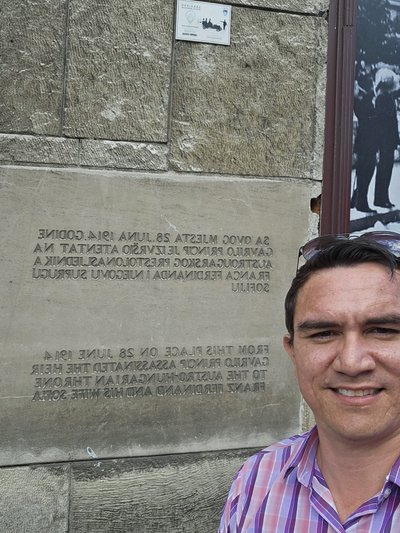 SA OVOG MJESTA 28. JUNA 1914. GODINE
GAVRILO PRINCIP JE IZVRŠIO ATENTAT NA
AUSTROUGARSKOG PRESTOLONASLJEDNIKA
FRANCA FERDINANDA I NJEGOVU SUPRUGU
SOFIJU
FROM THIS PLACE ON 28 JUNE 1914
GAVRILO PRINCIP ASSASSINATED THE HEIR
TO THE AUSTRO-HUNGARIAN THRONE
FRANZ FERDINAND AND HIS WIFE SOFIA